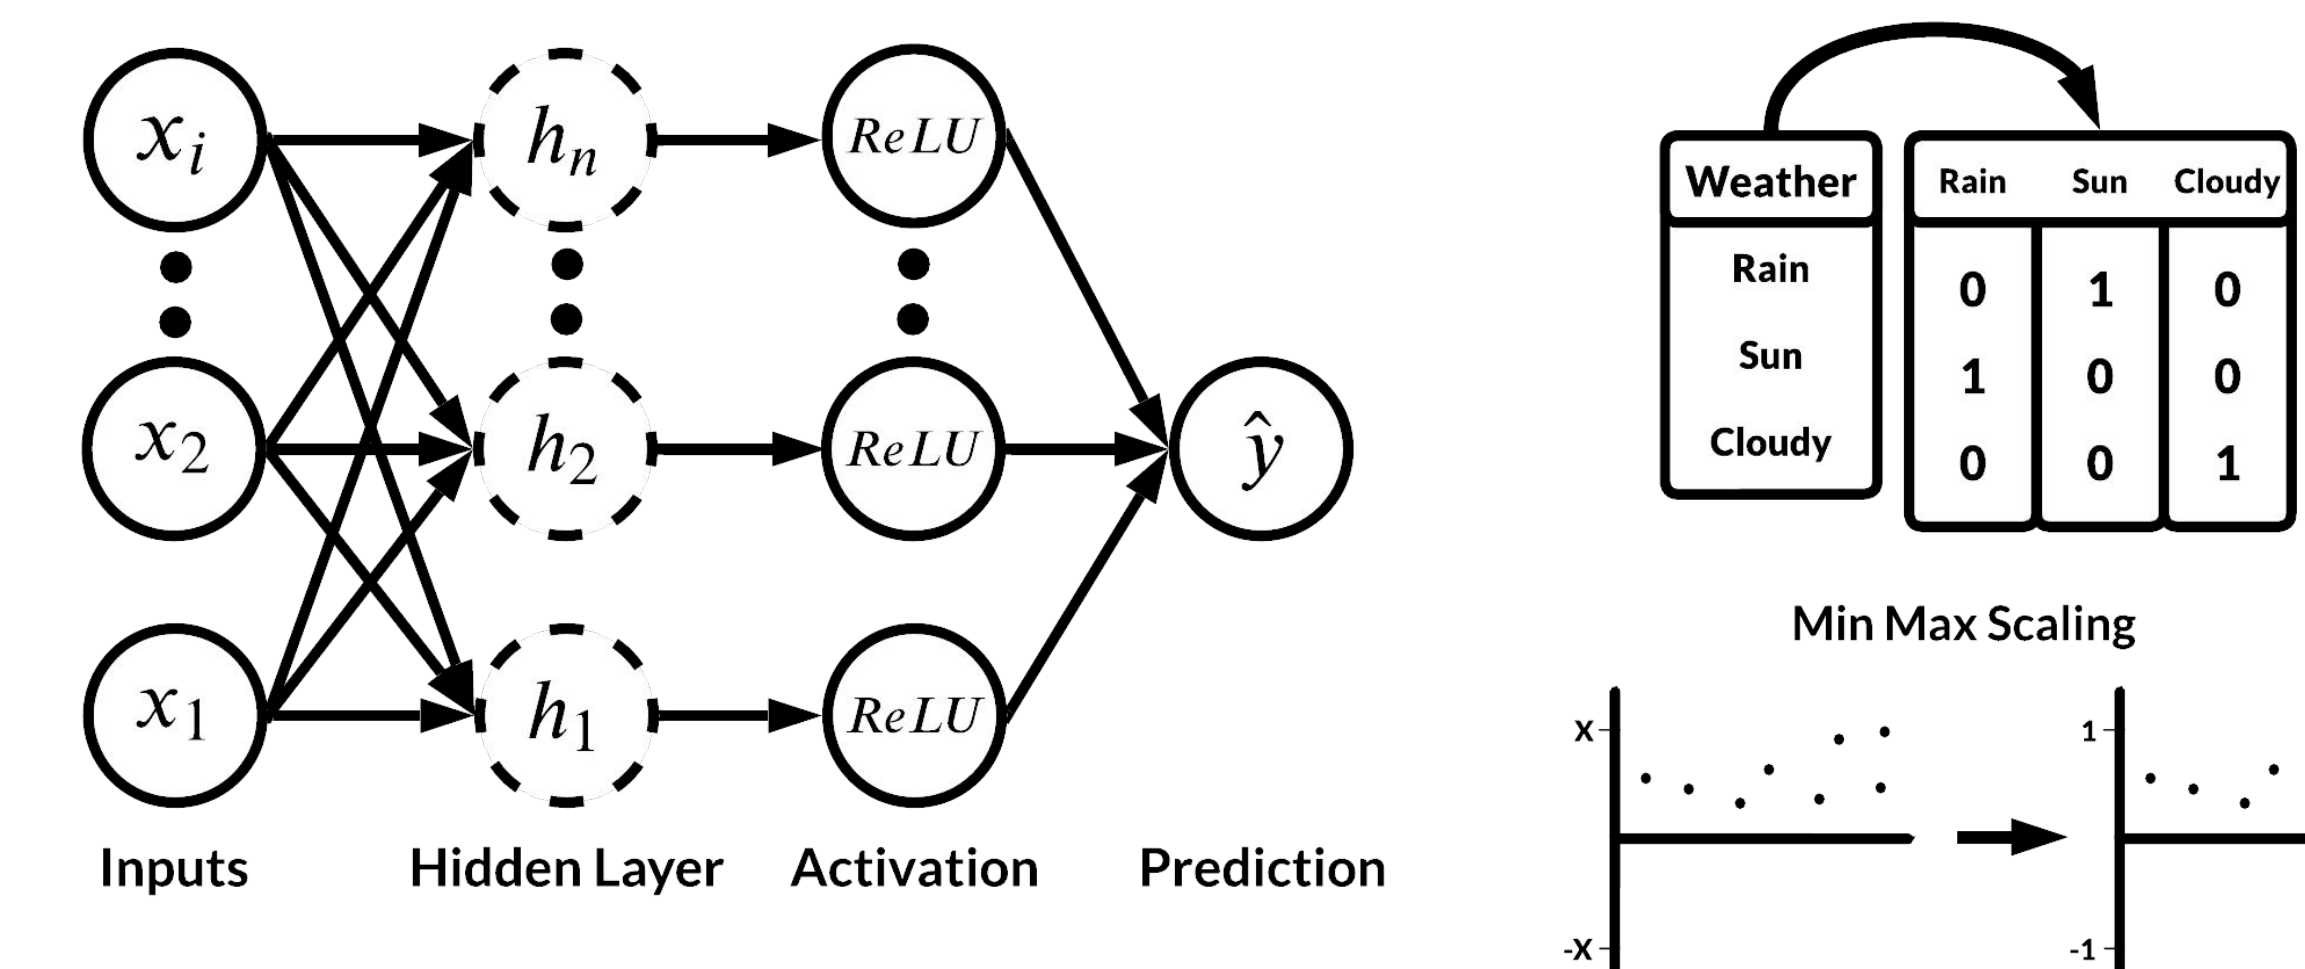 x_i
h_n
ReLU
x_2
h_2
ReLU
ŷ
x_1
h_1
ReLU
Inputs
Hidden Layer
Activation
Prediction
Weather
Rain
Sun
Cloudy
Rain Sun Cloudy
0 1 0
1 0 0
0 0 1
Min Max Scaling
X
-X
1
-1